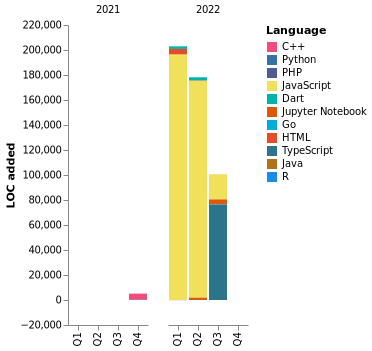 2021
2022
LOC added
220,000
200,000
180,000
160,000
140,000
120,000
100,000
80,000
60,000
40,000
20,000
0
−20,000
Q1
Q2
Q3
Q4
Q1
Q2
Q3
Q4
Language
C++
Python
PHP
JavaScript
Dart
Jupyter Notebook
Go
HTML
TypeScript
Java
R